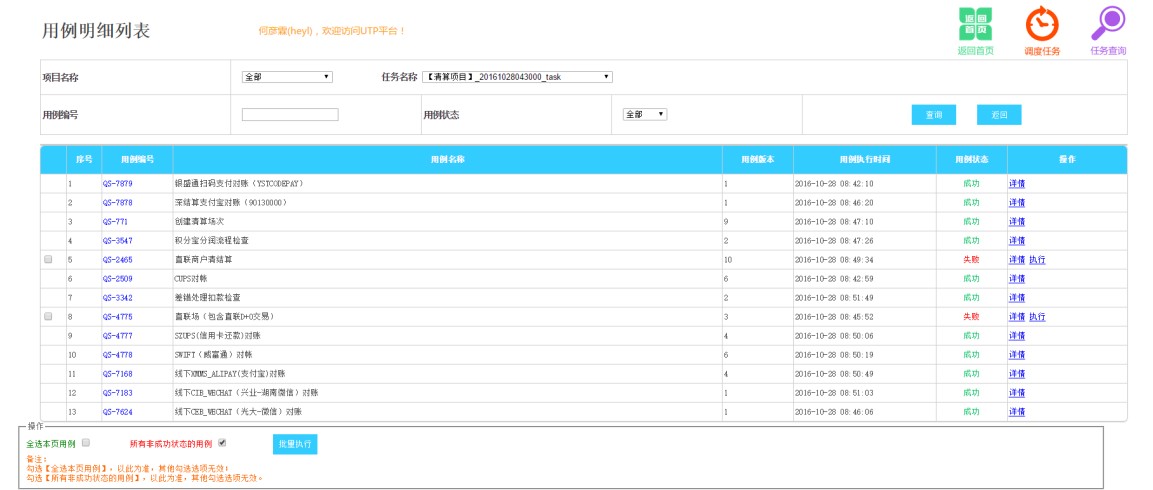 用例明细列表
何彦霖(heyl)，欢迎访问UTP平台！
返回首页
返回首页 调度任务 任务查询
项目名称 全部 任务名称 【清算项目】_20161028043000_task
用例编号 用例状态 全部 查询 返回
序号 用例编号 用例名称 用例版本 用例执行时间 用例状态 操作
1 QS-7879 银盛通扫码支付对账（YSTCODEPAY） 1 2016-10-28 08:42:10 成功 详情
2 QS-7878 深结算支付宝对账（90130000） 1 2016-10-28 08:46:20 成功 详情
3 QS-771 创建清算场次 9 2016-10-28 08:47:10 成功 详情
4 QS-3547 积分宝分润流程检查 2 2016-10-28 08:47:26 成功 详情
5 QS-2465 直联商户清结算 10 2016-10-28 08:49:34 失败 详情 执行
6 QS-2509 CUPS对帐 6 2016-10-28 08:42:59 成功 详情
7 QS-3342 差错处理扣款检查 2 2016-10-28 08:51:49 成功 详情
8 QS-4775 直联场（包含直联D+0交易） 3 2016-10-28 08:45:52 失败 详情 执行
9 QS-4777 SZUPS(信用卡还款)对账 4 2016-10-28 08:50:06 成功 详情
10 QS-4778 SWIFT（威富通）对帐 6 2016-10-28 08:50:19 成功 详情
11 QS-7168 线下XMMS_ALIPAY(支付宝)对账 4 2016-10-28 08:50:49 成功 详情
12 QS-7183 线下CIB_WECHAT（兴业-湖南微信）对账 1 2016-10-28 08:51:03 成功 详情
13 QS-7624 线下CEB_WECHAT（光大-微信）对账 1 2016-10-28 08:46:06 成功 详情
操作
全选本页用例 所有非成功状态的用例 批量执行
备注：
勾选【全选本页用例】，以此为准，其他勾选选项无效！
勾选【所有非成功状态的用例】，以此为准，其他勾选选项无效。